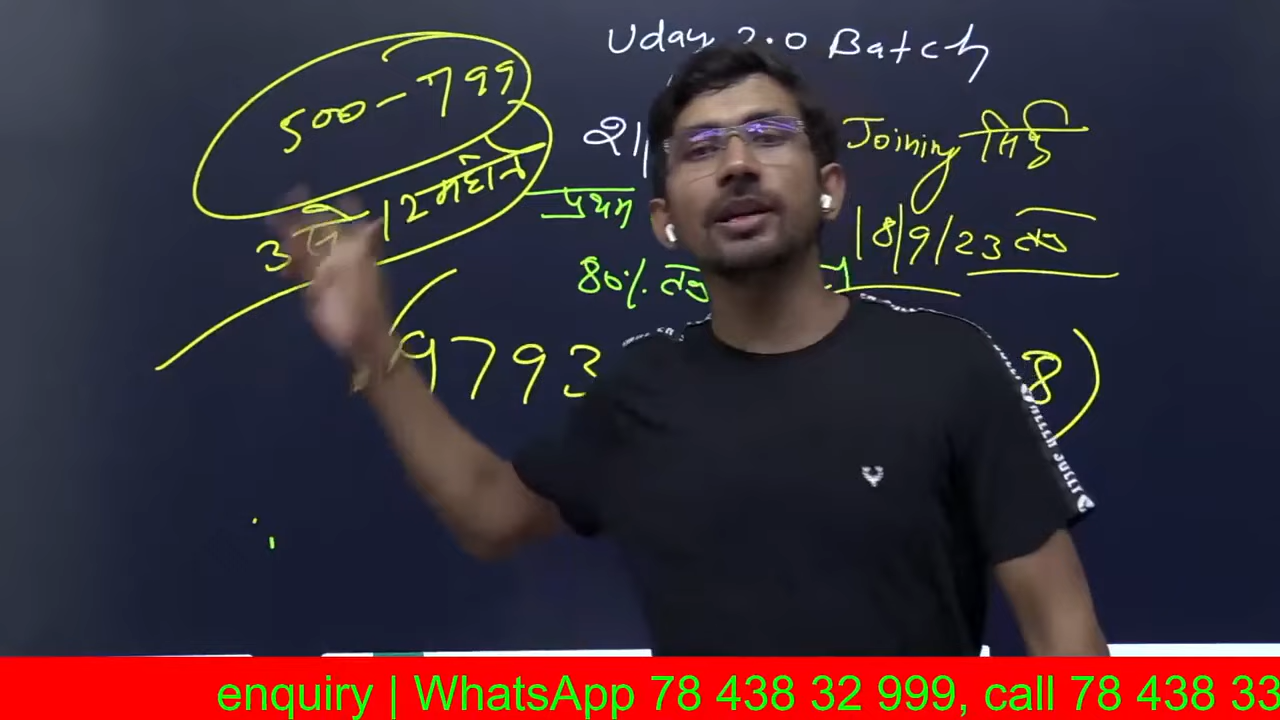 Uday 2.0 Batch
500-799
Joining तिथि
3 से 12 महीने
प्रथम
18/9/23 तक
80% तक
9793
8)
enquiry | WhatsApp 78 438 32 999, call 78 438 33